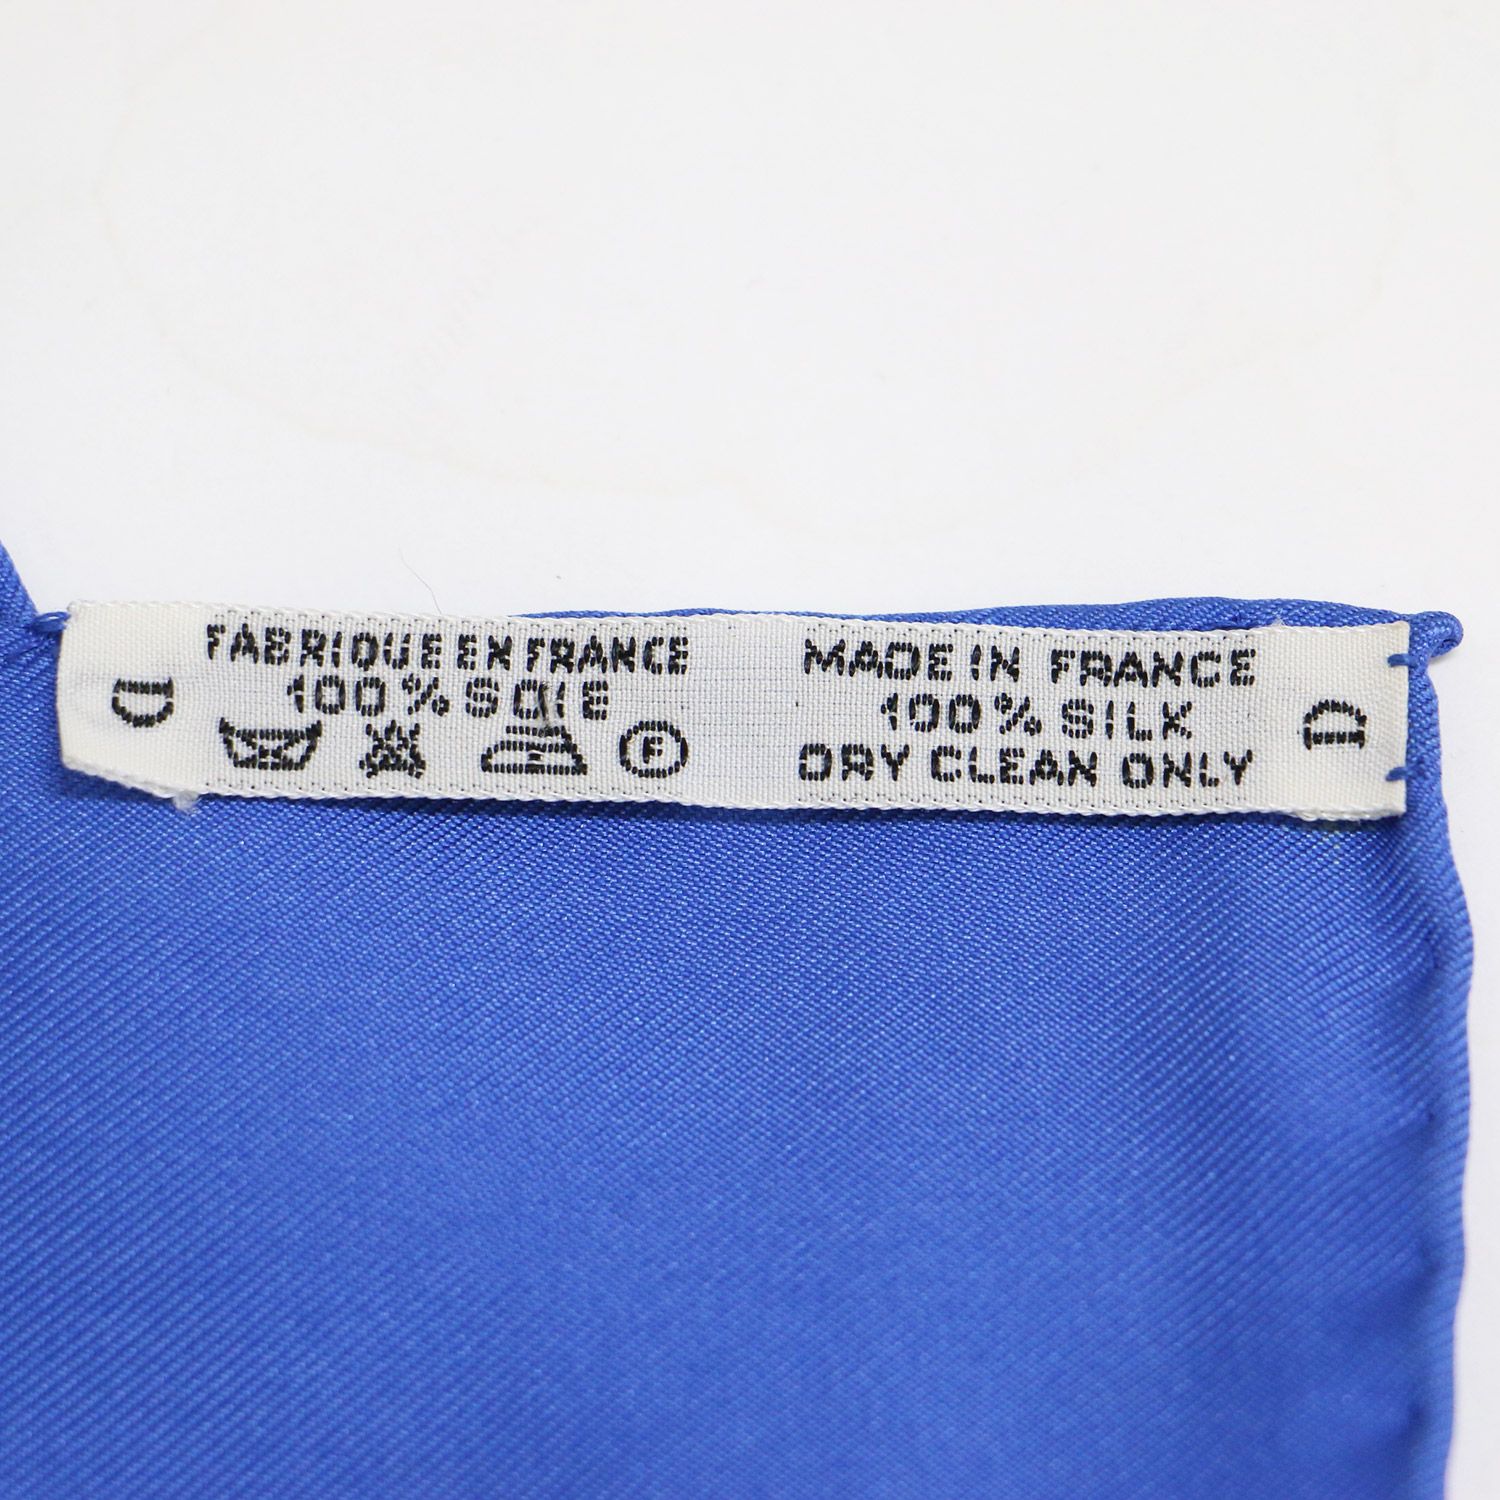 D
FABRIQUE EN FRANCE
100% SOIE
F
MADE IN FRANCE
100% SILK
DRY CLEAN ONLY
D